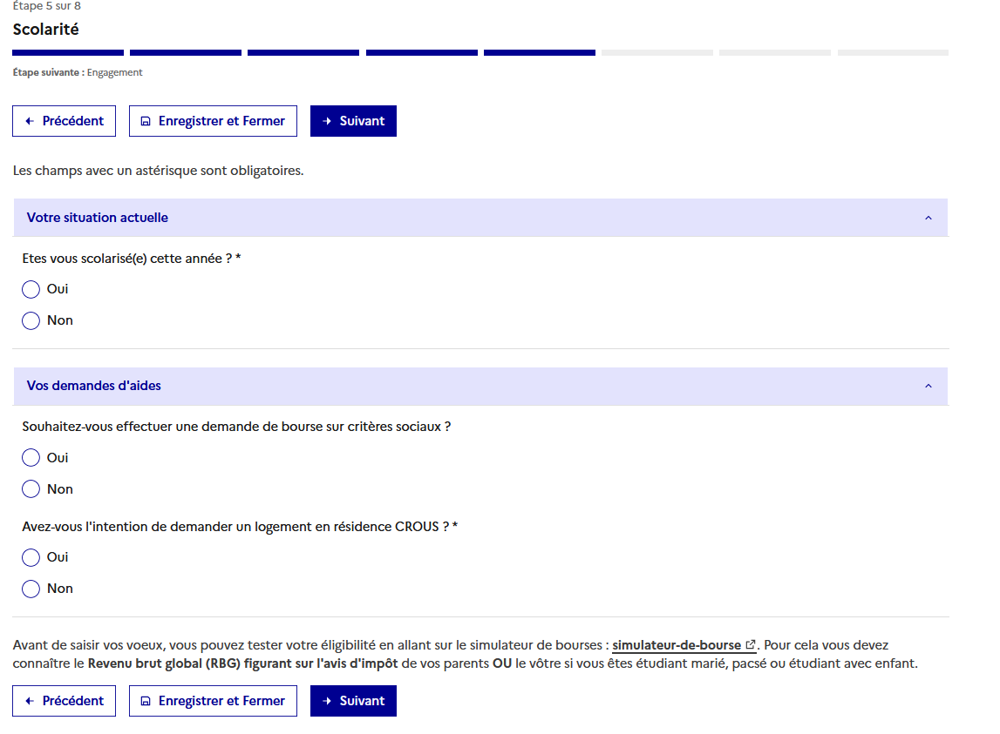 Étape 5 sur 8
Scolarité
Étape suivante : Engagement
Précédent
Enregistrer et Fermer
Suivant
Les champs avec un astérisque sont obligatoires.
Votre situation actuelle
Etes vous scolarisé(e) cette année ? *
Oui
Non
Vos demandes d'aides
Souhaitez-vous effectuer une demande de bourse sur critères sociaux ?
Oui
Non
Avez-vous l'intention de demander un logement en résidence CROUS ? *
Oui
Non
Avant de saisir vos voeux, vous pouvez tester votre éligibilité en allant sur le simulateur de bourses : simulateur-de-bourse. Pour cela vous devez
connaître le Revenu brut global (RBG) figurant sur l'avis d'impôt de vos parents OU le vôtre si vous êtes étudiant marié, pacsé ou étudiant avec enfant.
Précédent
Enregistrer et Fermer
Suivant